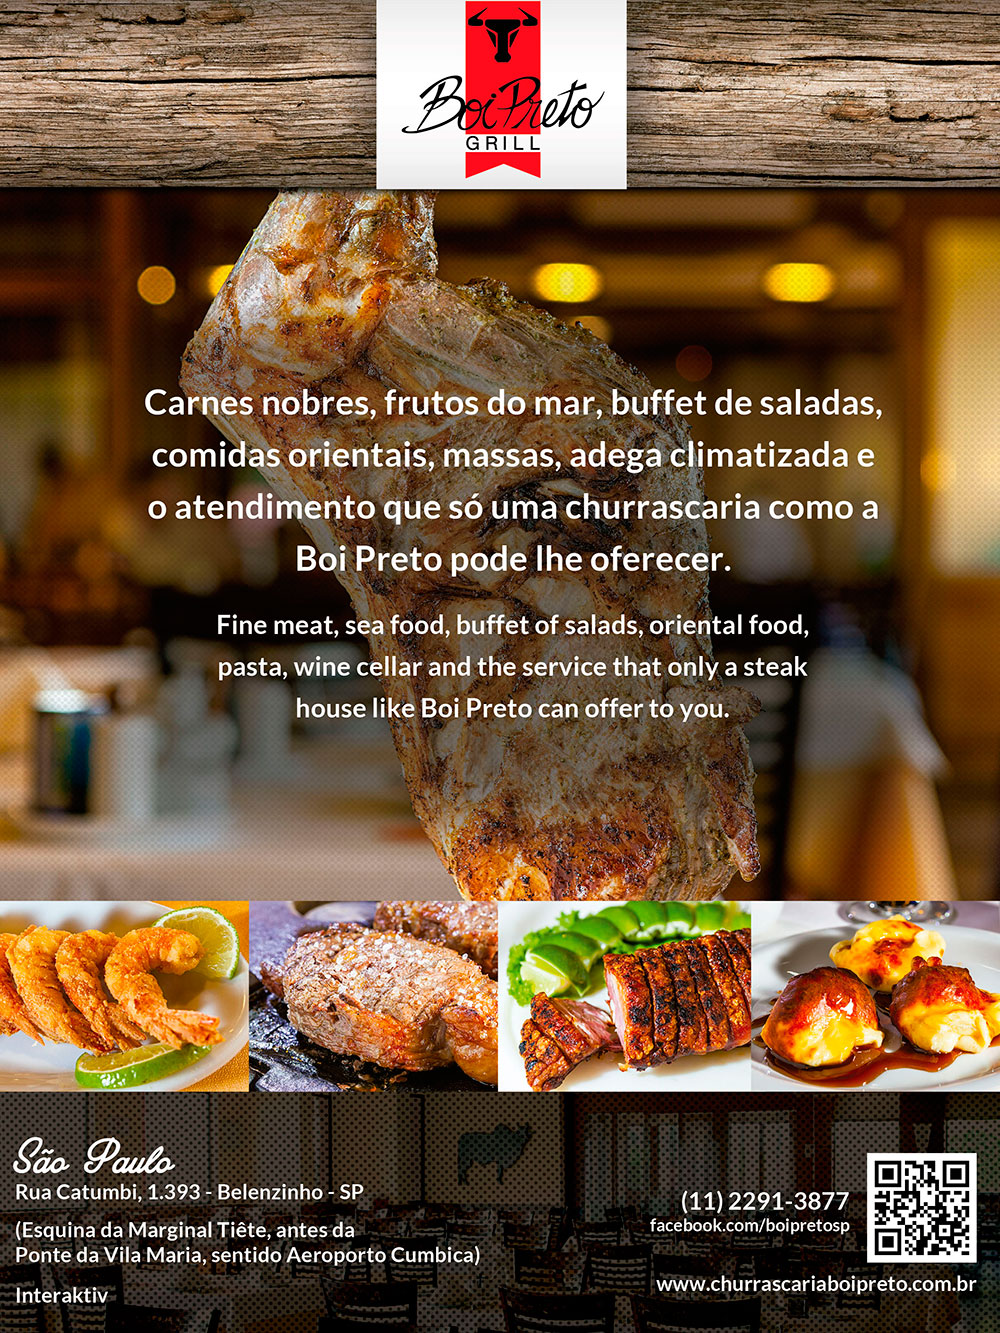 Boi Preto
GRILL
Carnes nobres, frutos do mar, buffet de saladas,
comidas orientais, massas, adega climatizada e
o atendimento que só uma churrascaria como a
Boi Preto pode lhe oferecer.
Fine meat, sea food, buffet of salads, oriental food,
pasta, wine cellar and the service that only a steak
house like Boi Preto can offer to you.
São Paulo
Rua Catumbi, 1.393 - Belenzinho - SP
(Esquina da Marginal Tiête, antes da
Ponte da Vila Maria, sentido Aeroporto Cumbica)
Interaktiv
(11) 2291-3877
facebook.com/boipretosp
www.churrascariaboipreto.com.br